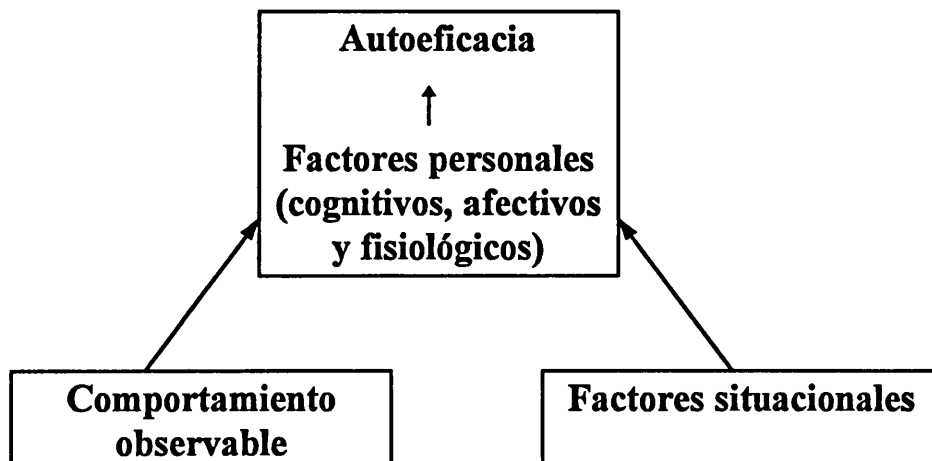 Autoeficacia
Factores personales
(cognitivos, afectivos
y fisiológicos)
Comportamiento
observable
Factores situacionales